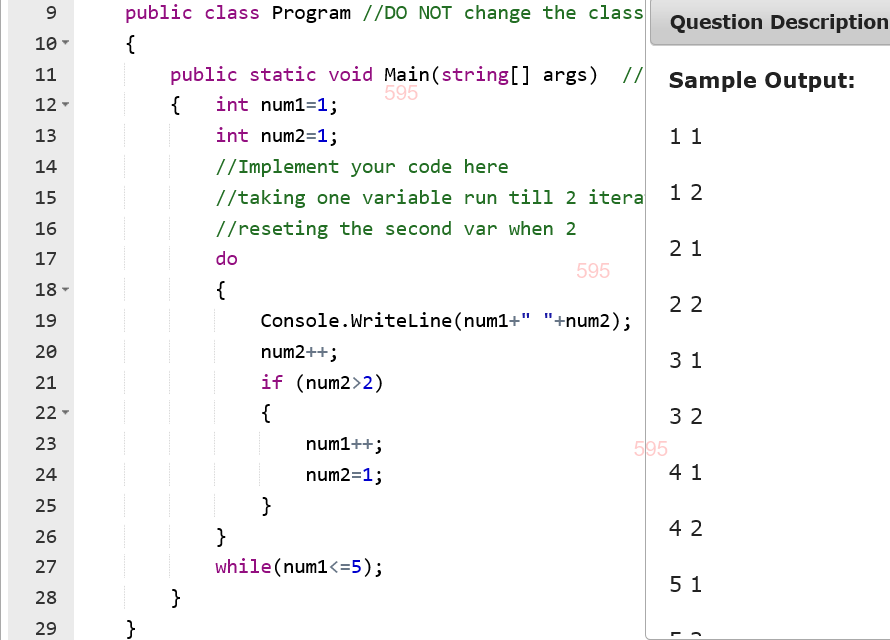 9 public class Program //DO NOT change the class
10 {
11 public static void Main(string[] args) //
12 { int num1=1;
13 int num2=1;
14 //Implement your code here
15 //taking one variable run till 2 itera
16 //reseting the second var when 2
17 do
18 {
19 Console.WriteLine(num1+" "+num2);
20 num2++;
21 if (num2>2)
22 {
23 num1++;
24 num2=1;
25 }
26 }
27 while(num1<=5);
28 }
29 }
595
595
595
Question Description
Sample Output:
1 1
1 2
2 1
2 2
3 1
3 2
4 1
4 2
5 1